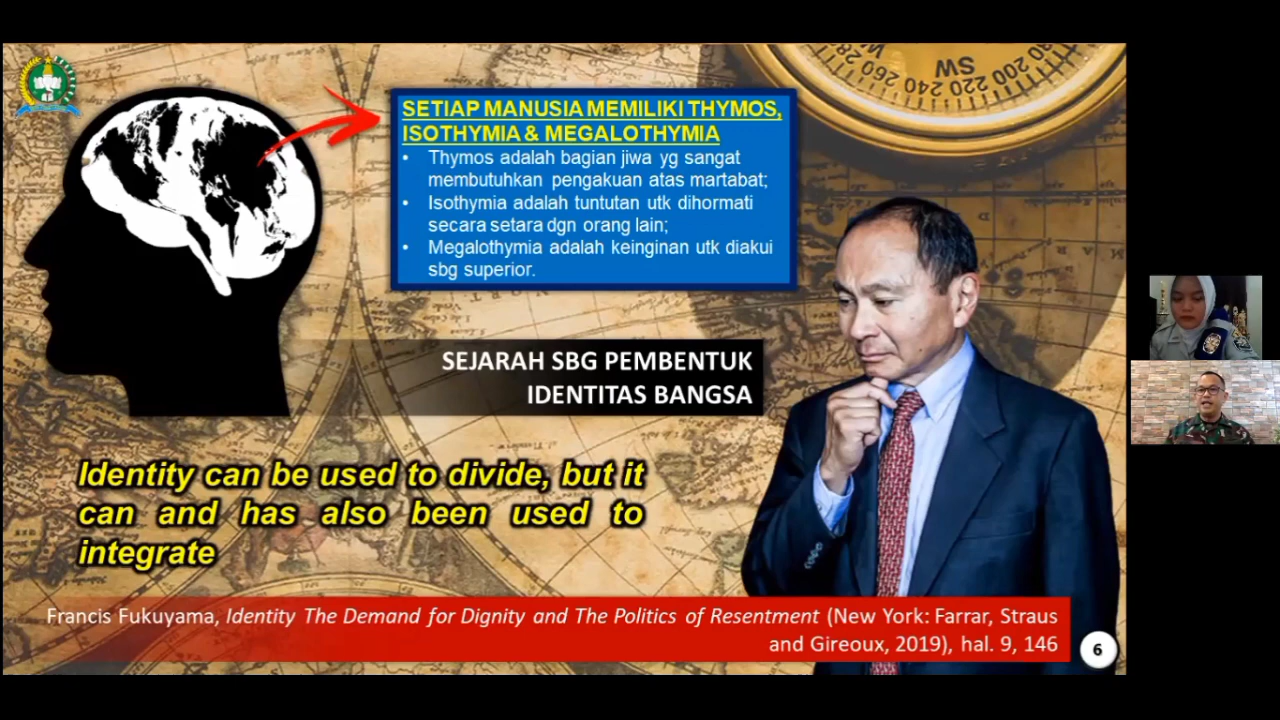 SETIAP MANUSIA MEMILIKI THYMOS,
ISOTHYMIA & MEGALOTHYMIA
• Thymos adalah bagian jiwa yg sangat
membutuhkan pengakuan atas martabat;
• Isothymia adalah tuntutan utk dihormati
secara setara dgn orang lain;
• Megalothymia adalah keinginan utk diakui
sbg superior.
SW
280
260
240
220
200
180
SEJARAH SBG PEMBENTUK
IDENTITAS BANGSA
Identity can be used to divide, but it
can and has also been used to
integrate
Francis Fukuyama, Identity The Demand for Dignity and The Politics of Resentment (New York: Farrar, Straus
and Gireoux, 2019), hal. 9, 146
6